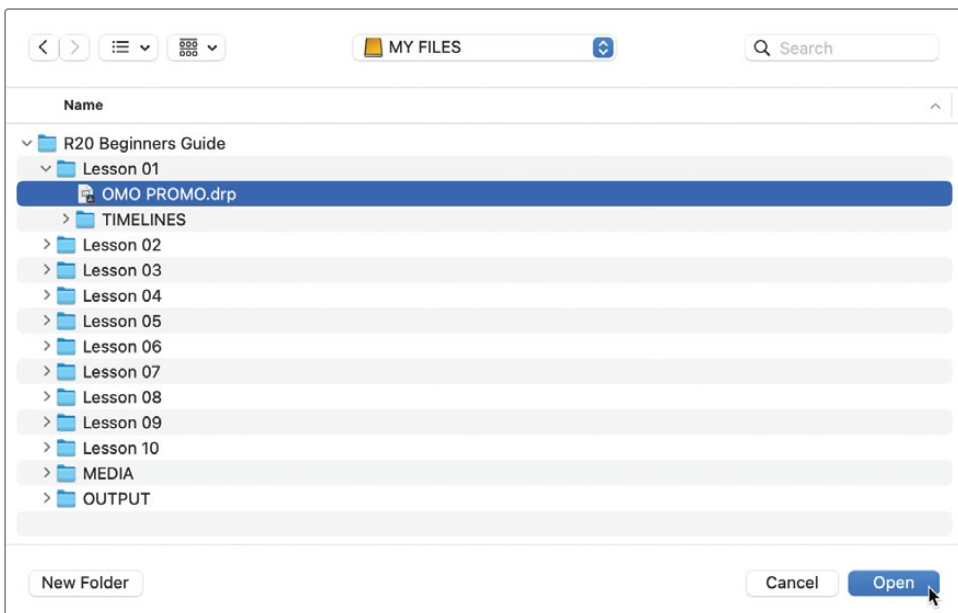 MY FILES
Search
Name
R20 Beginners Guide
Lesson 01
OMO PROMO.drp
TIMELINES
Lesson 02
Lesson 03
Lesson 04
Lesson 05
Lesson 06
Lesson 07
Lesson 08
Lesson 09
Lesson 10
MEDIA
OUTPUT
New Folder
Cancel
Open